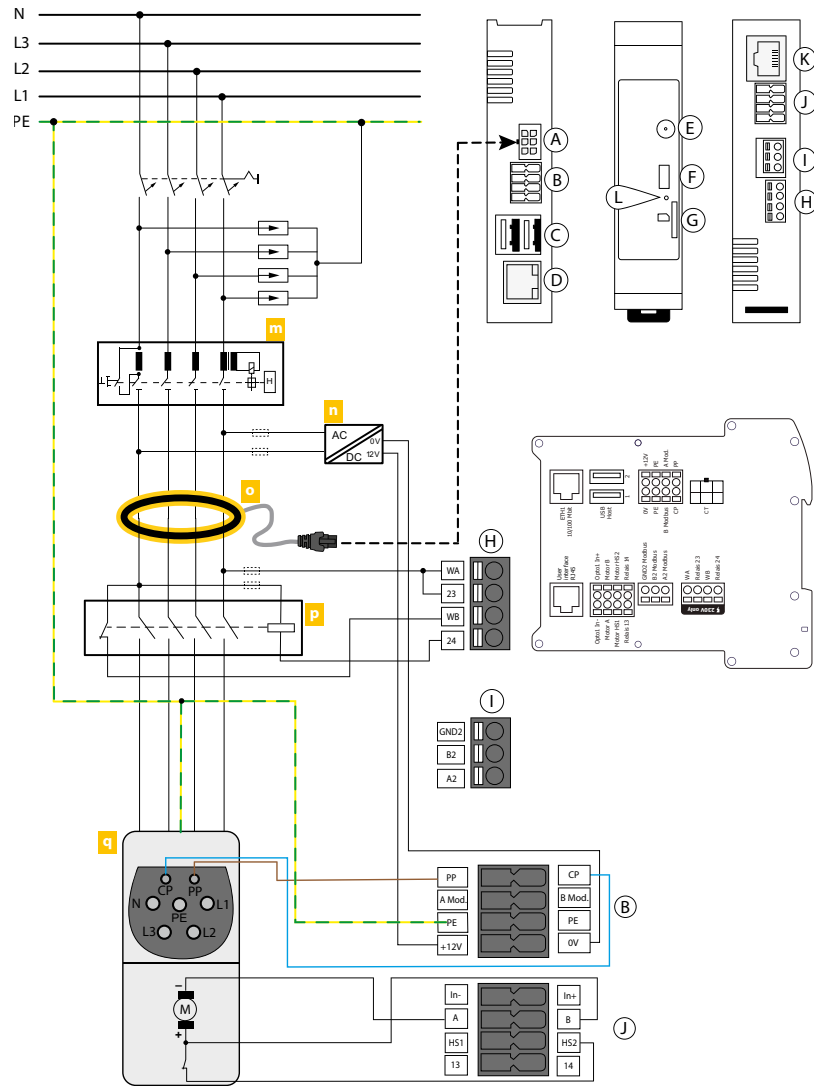 N
L3
L2
L1
PE
A
B
C
D
E
F
L
G
K
J
I
H
m
H
n
AC
DC
0V
12V
o
H
WA
23
WB
24
p
+12V
PE
A Mod.
PP
0V
PE
B Modbus
CP
ETH1
10/100 Mbit
USB
Host
2
1
CT
User
interface
RJ45
Opto1 In+
Motor B
Motor HS2
Relais 14
Opto1 In-
Motor A
Motor HS1
Relais 13
GND2 Modbus
B2 Modbus
A2 Modbus
WA
Relais 23
WB
Relais 24
230V only
I
GND2
B2
A2
q
CP
PP
N
PE
L1
L3
L2
PP
A Mod.
PE
+12V
CP
B Mod.
PE
0V
B
–
M
+
In-
A
HS1
13
In+
B
HS2
14
J